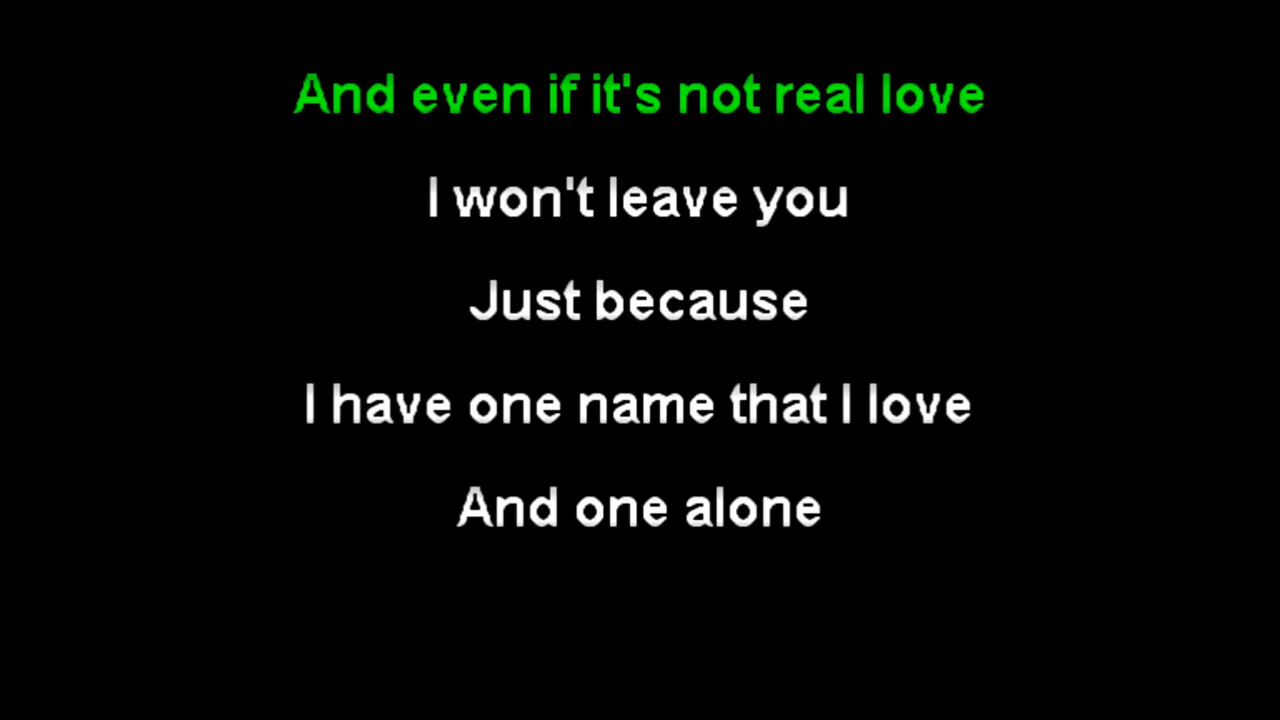 And even if it's not real love
I won't leave you
Just because
I have one name that I love
And one alone